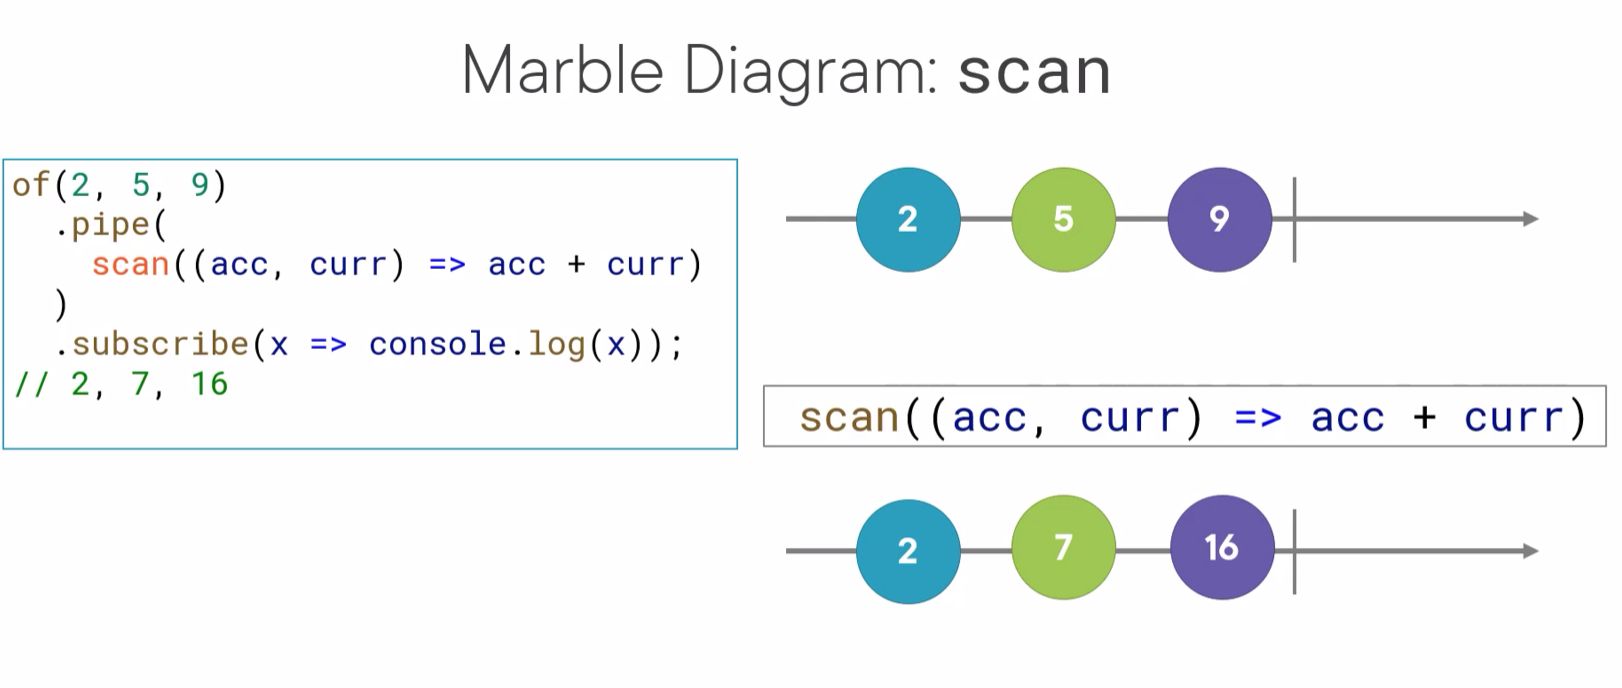 Marble Diagram: scan
of(2, 5, 9)
  .pipe(
    scan((acc, curr) => acc + curr)
  )
  .subscribe(x => console.log(x));
// 2, 7, 16
2 5 9
scan((acc, curr) => acc + curr)
2 7 16